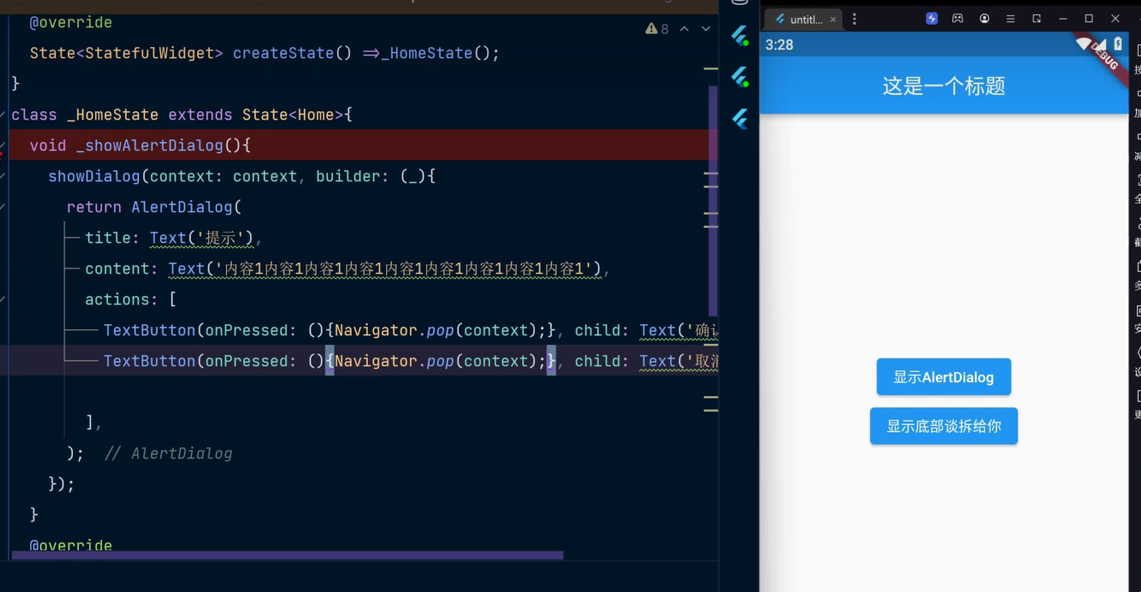 @override
State<StatefulWidget> createState() =>_HomeState();
}
class _HomeState extends State<Home>{
void _showAlertDialog(){
showDialog(context: context, builder: (_){
return AlertDialog(
title: Text('提示'),
content: Text('内容1内容1内容1内容1内容1内容1内容1内容1内容1'),
actions: [
TextButton(onPressed: (){Navigator.pop(context);}, child: Text('确认
TextButton(onPressed: (){Navigator.pop(context);}, child: Text('取消
],
); // AlertDialog
});
}
@override
8
untitl...
3:28
DEBUG
这是一个标题
显示AlertDialog
显示底部谈拆给你